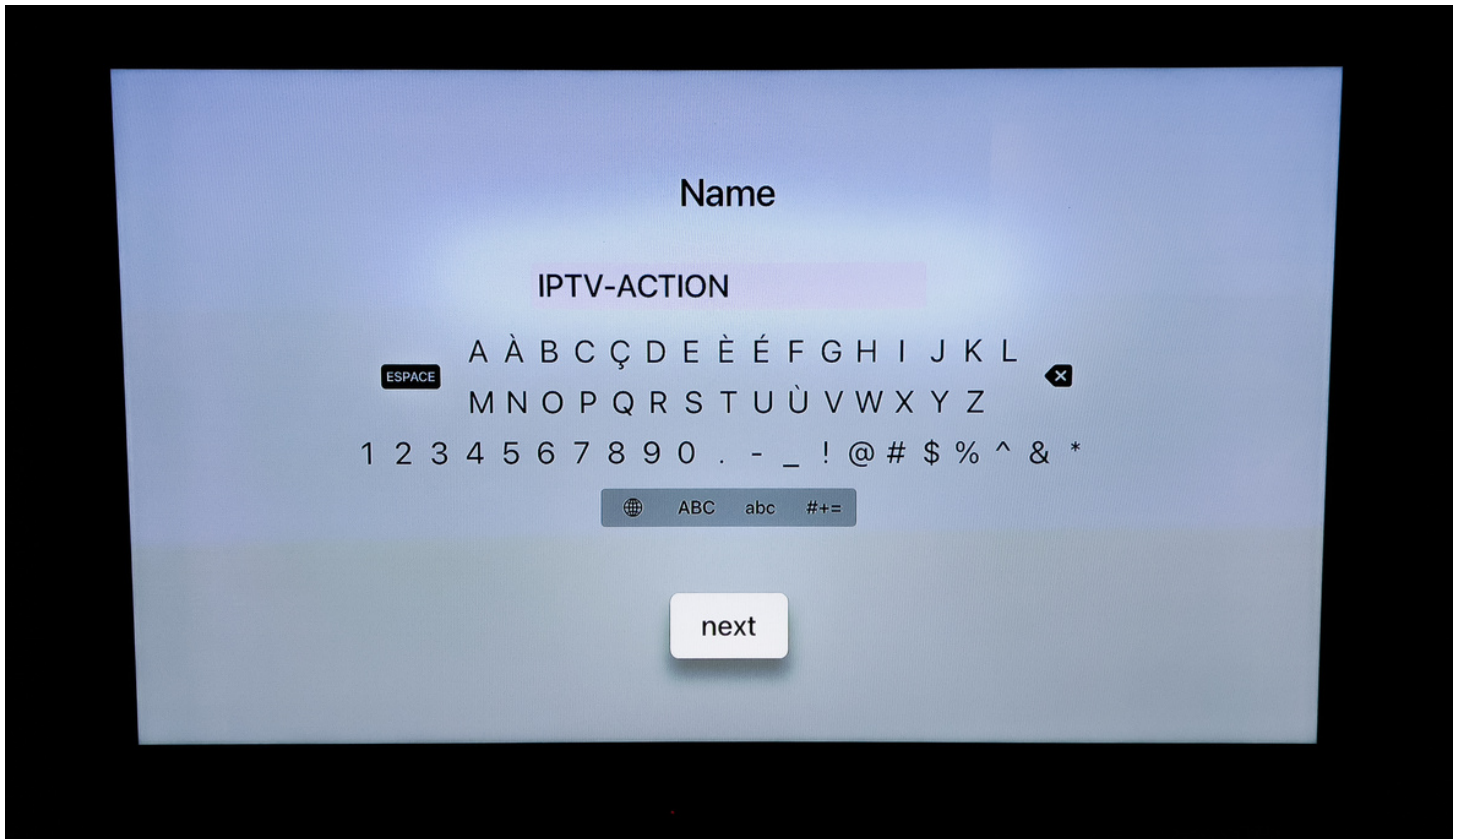 Name
IPTV-ACTION
A À B C Ç D E È É F G H I J K L
ESPACE
M N O P Q R S T U Ù V W X Y Z
1 2 3 4 5 6 7 8 9 0 . - _ ! @ # $ % ^ & *
ABC abc #+=
next